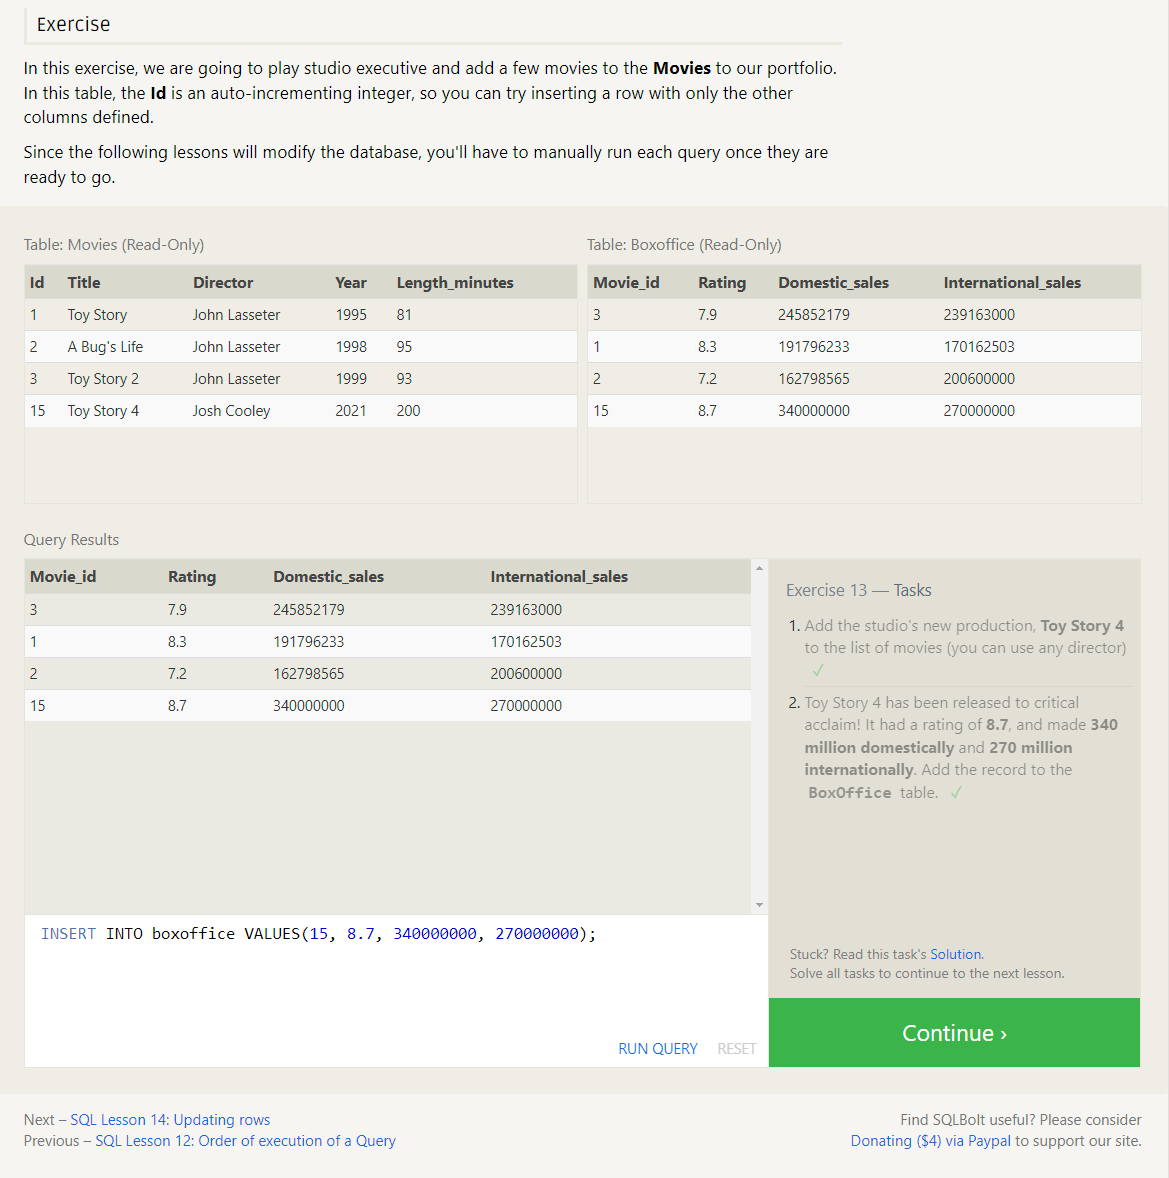 Exercise
In this exercise, we are going to play studio executive and add a few movies to the Movies to our portfolio.
In this table, the Id is an auto-incrementing integer, so you can try inserting a row with only the other
columns defined.
Since the following lessons will modify the database, you'll have to manually run each query once they are
ready to go.
Table: Movies (Read-Only)
Id Title Director Year Length_minutes
1 Toy Story John Lasseter 1995 81
2 A Bug's Life John Lasseter 1998 95
3 Toy Story 2 John Lasseter 1999 93
15 Toy Story 4 Josh Cooley 2021 200
Table: Boxoffice (Read-Only)
Movie_id Rating Domestic_sales International_sales
3 7.9 245852179 239163000
1 8.3 191796233 170162503
2 7.2 162798565 200600000
15 8.7 340000000 270000000
Query Results
Movie_id Rating Domestic_sales International_sales
3 7.9 245852179 239163000
1 8.3 191796233 170162503
2 7.2 162798565 200600000
15 8.7 340000000 270000000
INSERT INTO boxoffice VALUES(15, 8.7, 340000000, 270000000);
RUN QUERY RESET
Exercise 13 — Tasks
1. Add the studio's new production, Toy Story 4
to the list of movies (you can use any director)
✓
2. Toy Story 4 has been released to critical
acclaim! It had a rating of 8.7, and made 340
million domestically and 270 million
internationally. Add the record to the
BoxOffice table. ✓
Stuck? Read this task's Solution.
Solve all tasks to continue to the next lesson.
Continue ›
Next – SQL Lesson 14: Updating rows
Previous – SQL Lesson 12: Order of execution of a Query
Find SQLBolt useful? Please consider
Donating ($4) via Paypal to support our site.